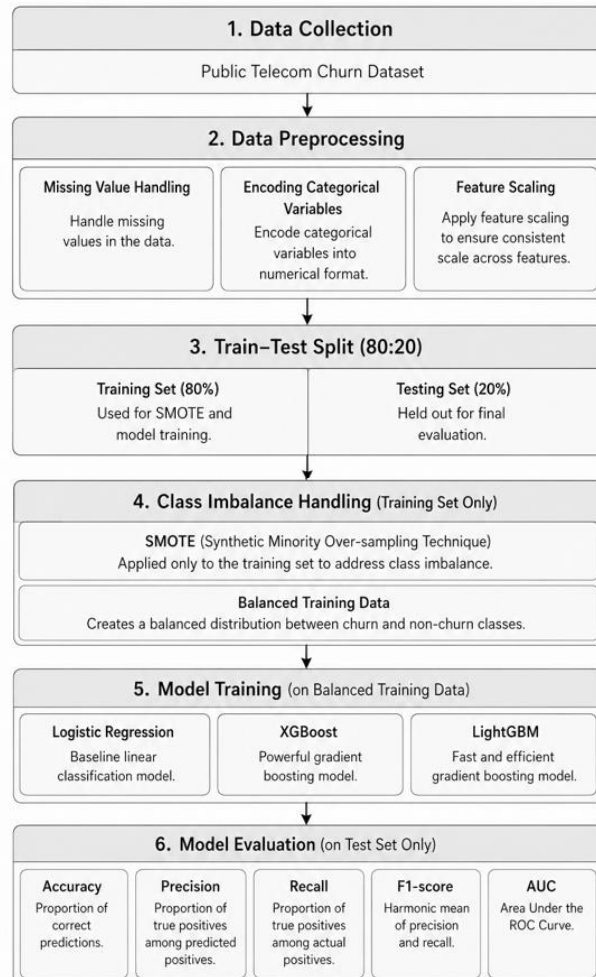 1. Data Collection
Public Telecom Churn Dataset
2. Data Preprocessing
Missing Value Handling
Handle missing
values in the data.
Encoding Categorical
Variables
Encode categorical
variables into
numerical format.
Feature Scaling
Apply feature scaling
to ensure consistent
scale across features.
3. Train–Test Split (80:20)
Training Set (80%)
Used for SMOTE and
model training.
Testing Set (20%)
Held out for final
evaluation.
4. Class Imbalance Handling (Training Set Only)
SMOTE (Synthetic Minority Over-sampling Technique)
Applied only to the training set to address class imbalance.
Balanced Training Data
Creates a balanced distribution between churn and non-churn classes.
5. Model Training (on Balanced Training Data)
Logistic Regression
Baseline linear
classification model.
XGBoost
Powerful gradient
boosting model.
LightGBM
Fast and efficient
gradient boosting model.
6. Model Evaluation (on Test Set Only)
Accuracy
Proportion of
correct
predictions.
Precision
Proportion of
true positives
among predicted
positives.
Recall
Proportion of
true positives
among actual
positives.
F1-score
Harmonic mean
of precision
and recall.
AUC
Area Under the
ROC Curve.